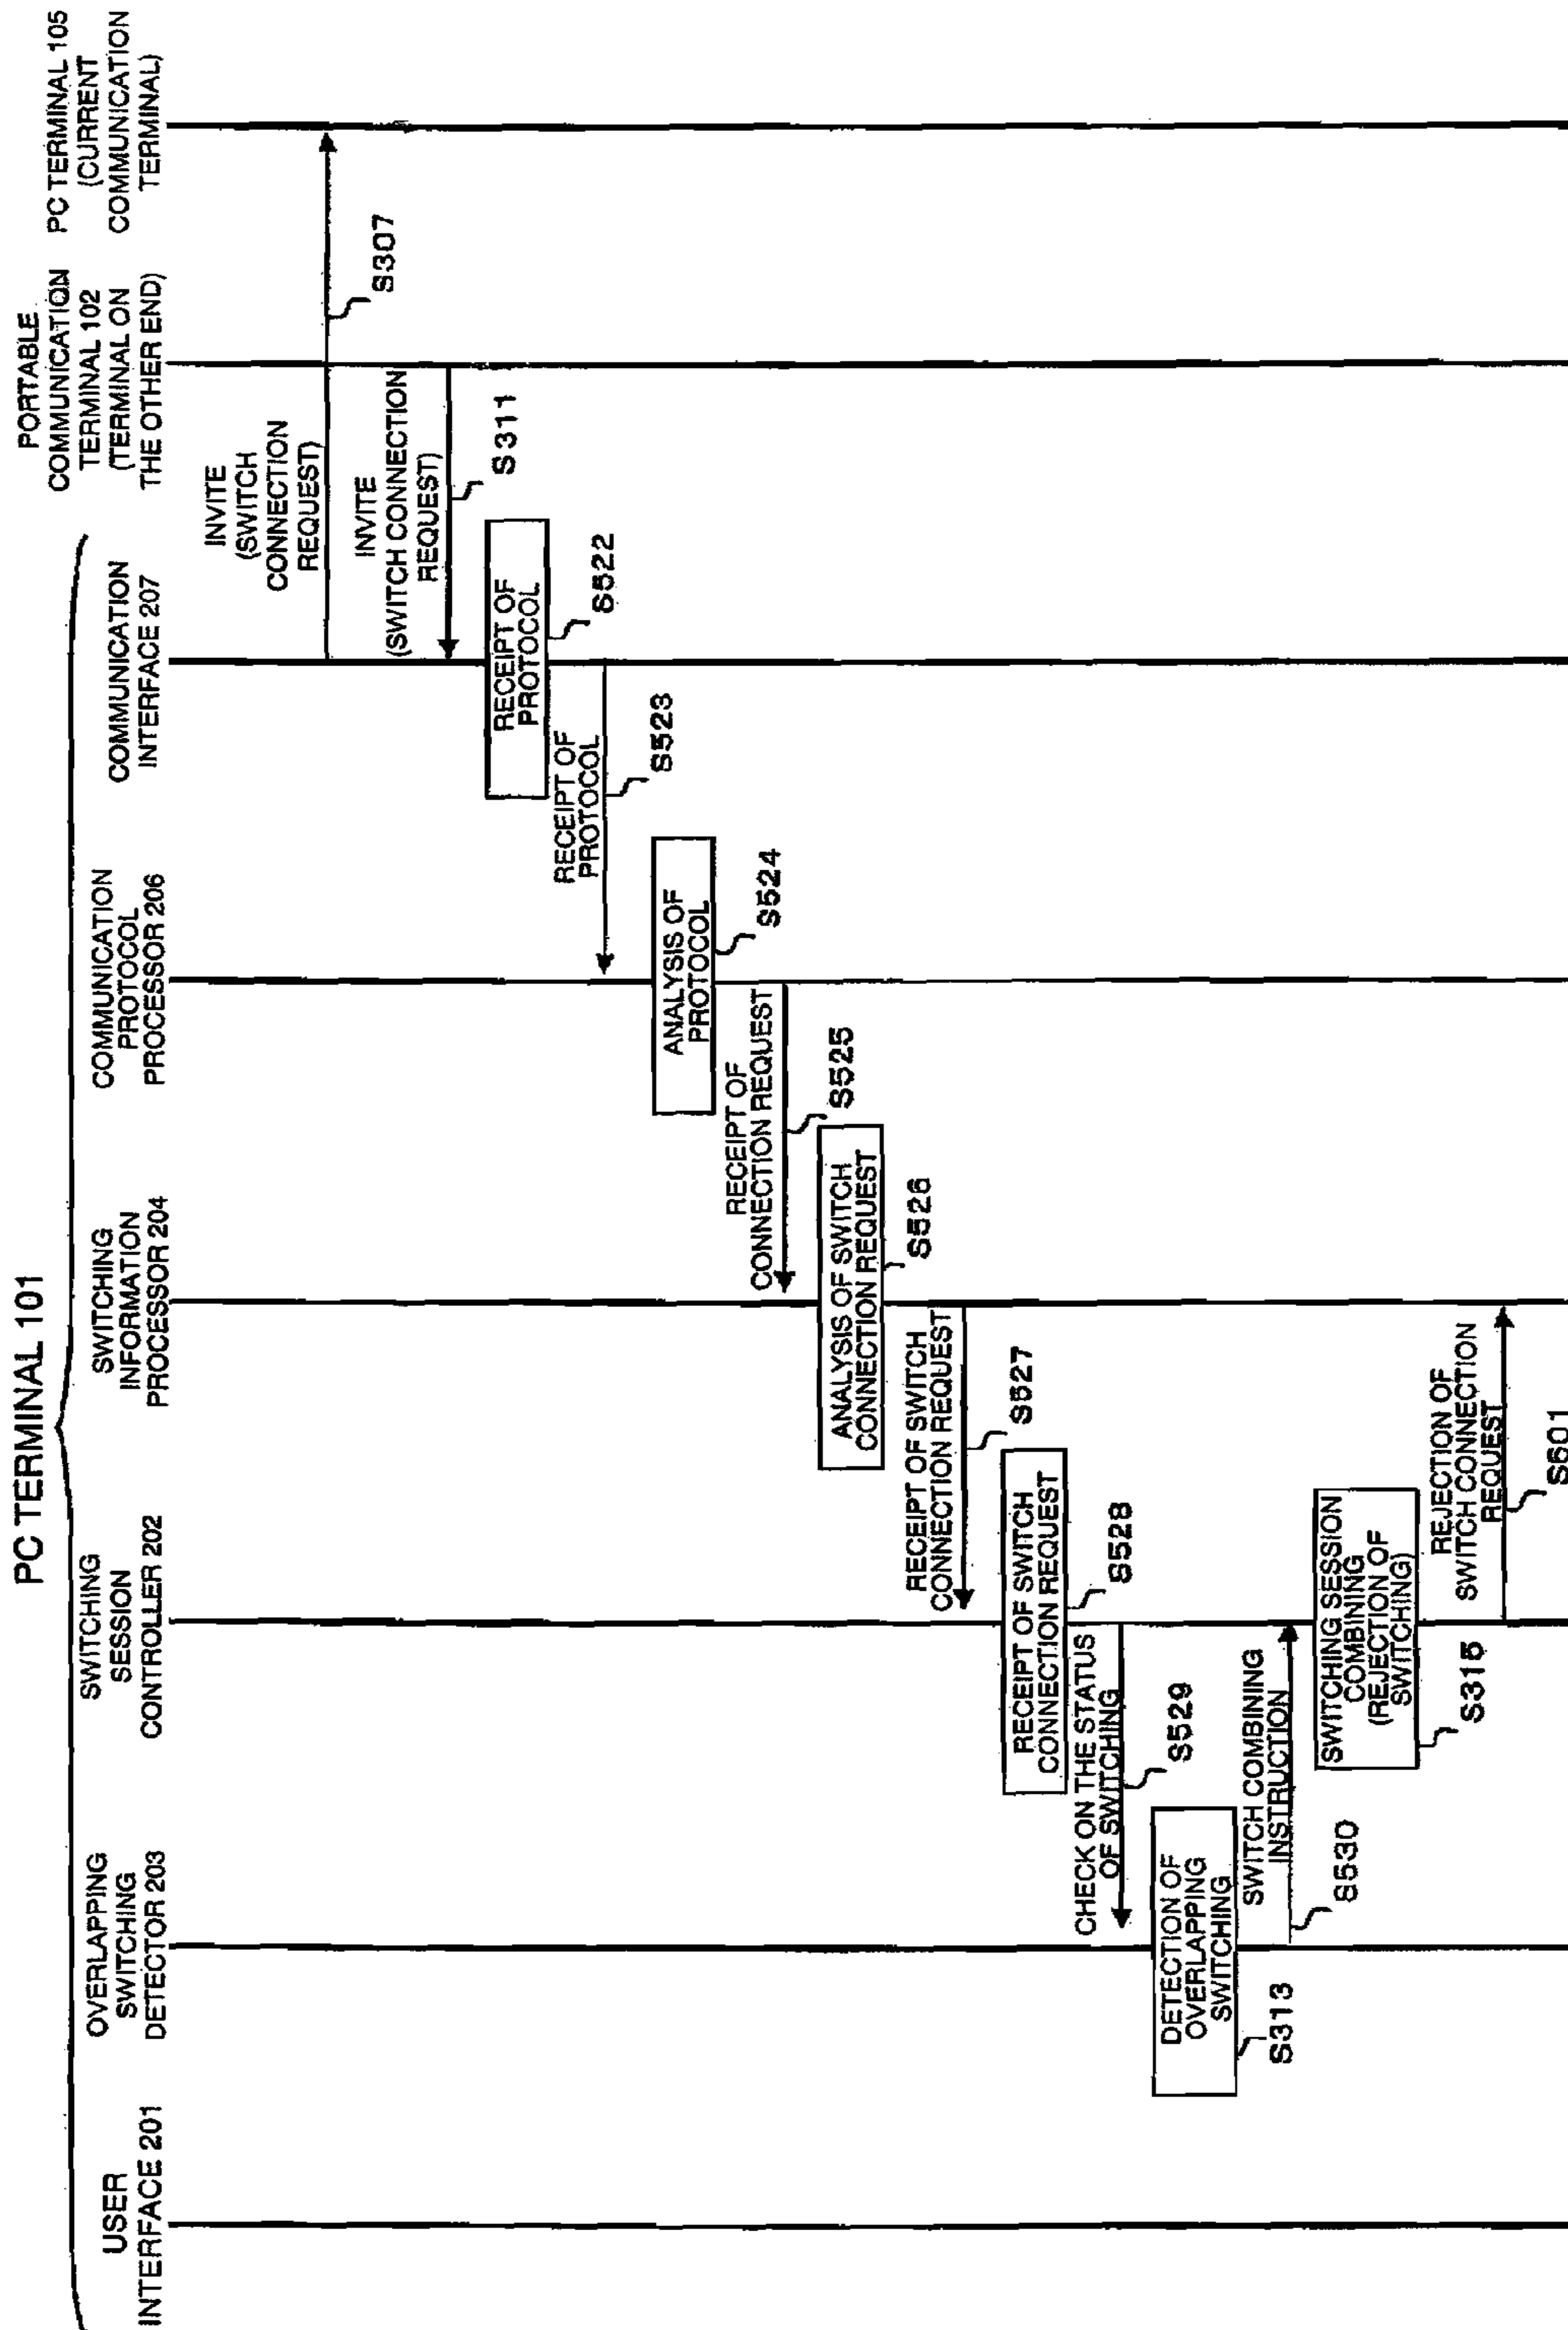 PC TERMINAL 101
USER
INTERFACE 201
OVERLAPPING
SWITCHING
DETECTOR 203
SWITCHING
SESSION
CONTROLLER 202
SWITCHING
INFORMATION
PROCESSOR 204
COMMUNICATION
PROTOCOL
PROCESSOR 206
COMMUNICATION
INTERFACE 207
PORTABLE
COMMUNICATION
TERMINAL 102
(TERMINAL ON
THE OTHER END)
PC TERMINAL 105
(CURRENT
COMMUNICATION
TERMINAL)
INVITE
(SWITCH
CONNECTION
REQUEST)
S307
INVITE
(SWITCH CONNECTION
REQUEST)
S311
RECEIPT OF
PROTOCOL
S522
RECEIPT OF
PROTOCOL
S523
ANALYSIS OF
PROTOCOL
S524
RECEIPT OF
CONNECTION REQUEST
S525
ANALYSIS OF SWITCH
CONNECTION REQUEST
S526
RECEIPT OF SWITCH
CONNECTION REQUEST
S527
RECEIPT OF SWITCH
CONNECTION REQUEST
S528
CHECK ON THE STATUS
OF SWITCHING
S529
DETECTION OF
OVERLAPPING
SWITCHING
S313
SWITCH COMBINING
INSTRUCTION
S530
SWITCHING SESSION
COMBINING
(REJECTION OF
SWITCHING)
S315
REJECTION OF
SWITCH CONNECTION
REQUEST
S601